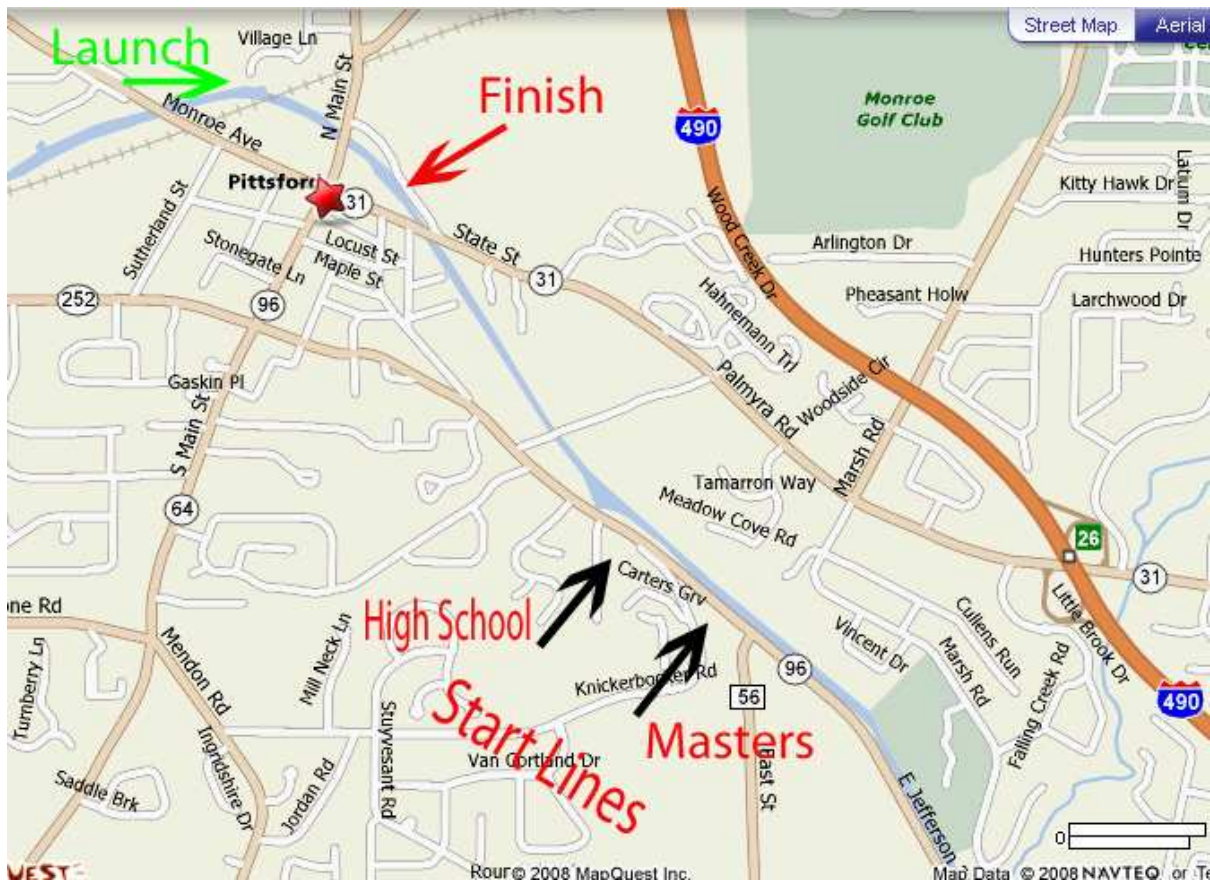 Street Map
Aerial
Launch
Village Ln
N Main St
Monroe Ave
Finish
490
Monroe
Golf Club
Latium Dr
Kitty Hawk Dr
Pittsford
31
Sutherland St
Stonegate Ln
Locust St
Maple St
State St
31
Wood Creek Dr
Arlington Dr
Hunters Pointe
252
96
Hahnemann Trl
Pheasant Holw
Larchwood Dr
Gaskin Pl
S Main St
Palmyra Rd
Woodside Cir
Marsh Rd
64
Tamarron Way
Meadow Cove Rd
26
31
one Rd
Carters Grv
High School
Turnberry Ln
Mendon Rd
Mill Neck Ln
Vincent Dr
Cullens Run
Marsh Rd
Little Brook Dr
Falling Creek Rd
96
Knickerbocker Rd
56
490
Start Lines
Masters
Ingridshire Dr
Stuyvesant Rd
Van Cortland Dr
East St
Saddle Brk
Jordan Rd
E Jefferson
0
UEST
© 2008 MapQuest Inc.
Map Data © 2008 NAVTEQ or Te